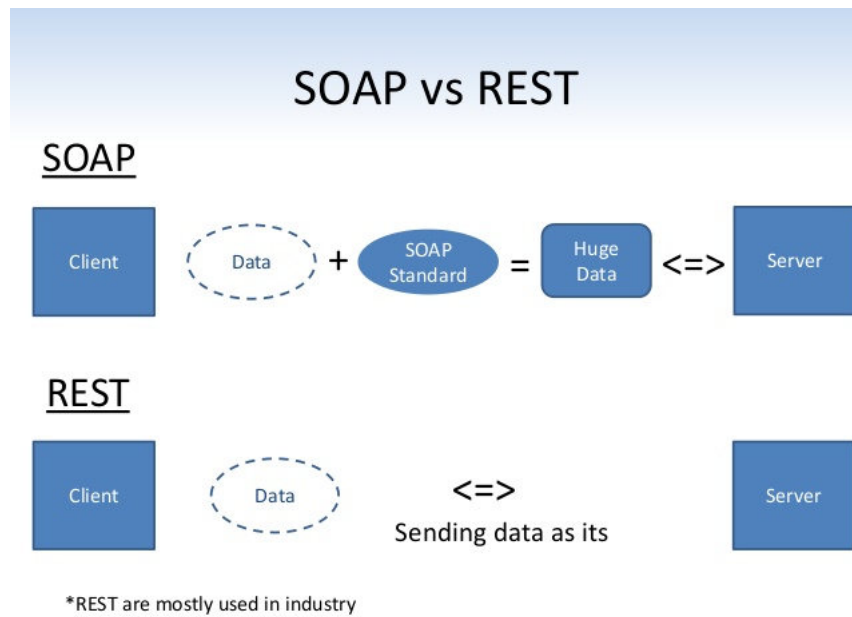 SOAP vs REST
SOAP
Client
Data
+
SOAP
Standard
=
Huge
Data
<=>
Server
REST
Client
Data
<=>
Sending data as its
Server
*REST are mostly used in industry